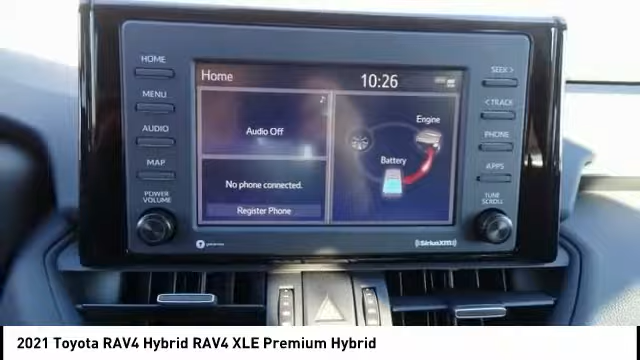 HOME
MENU
AUDIO
MAP
POWER
VOLUME
Home
10:26
Audio Off
No phone connected.
Register Phone
Engine
Battery
SEEK >
< TRACK
PHONE
APPS
TUNE
SCROLL
((SiriusXM))
2021 Toyota RAV4 Hybrid RAV4 XLE Premium Hybrid